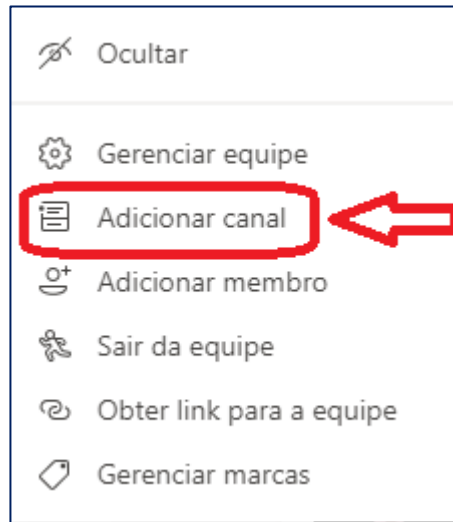 Ocultar
Gerenciar equipe
Adicionar canal
Adicionar membro
Sair da equipe
Obter link para a equipe
Gerenciar marcas